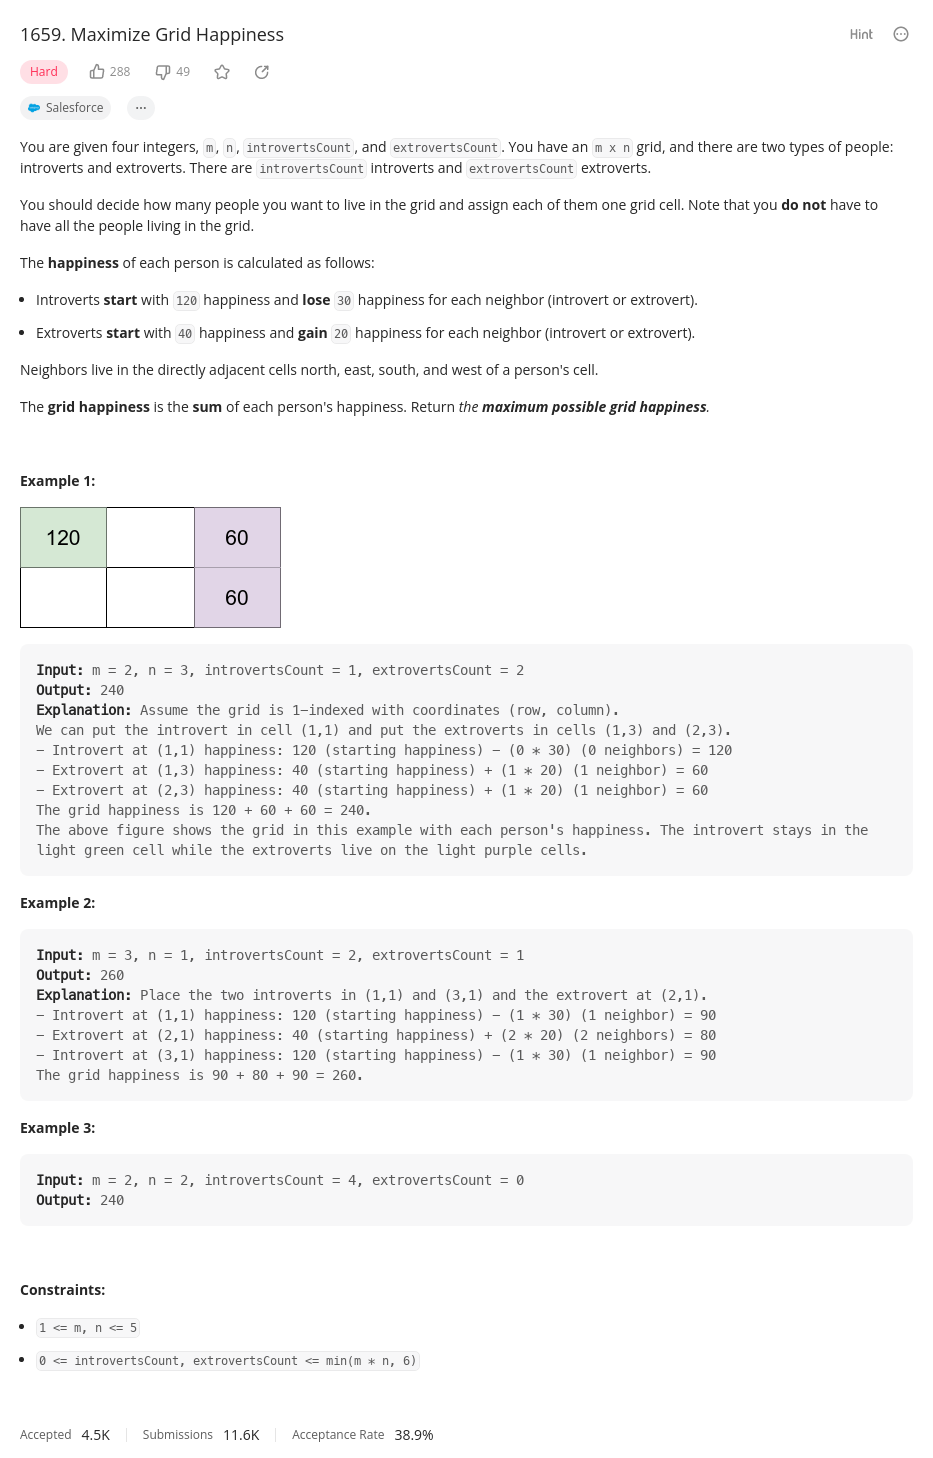 1659. Maximize Grid Happiness
Hint
Hard
288
49
Salesforce
...
You are given four integers, m, n, introvertsCount, and extrovertsCount. You have an m x n grid, and there are two types of people:
introverts and extroverts. There are introvertsCount introverts and extrovertsCount extroverts.
You should decide how many people you want to live in the grid and assign each of them one grid cell. Note that you do not have to
have all the people living in the grid.
The happiness of each person is calculated as follows:
• Introverts start with 120 happiness and lose 30 happiness for each neighbor (introvert or extrovert).
• Extroverts start with 40 happiness and gain 20 happiness for each neighbor (introvert or extrovert).
Neighbors live in the directly adjacent cells north, east, south, and west of a person's cell.
The grid happiness is the sum of each person's happiness. Return the maximum possible grid happiness.
Example 1:
120
60
60
Input: m = 2, n = 3, introvertsCount = 1, extrovertsCount = 2
Output: 240
Explanation: Assume the grid is 1-indexed with coordinates (row, column).
We can put the introvert in cell (1,1) and put the extroverts in cells (1,3) and (2,3).
- Introvert at (1,1) happiness: 120 (starting happiness) - (0 * 30) (0 neighbors) = 120
- Extrovert at (1,3) happiness: 40 (starting happiness) + (1 * 20) (1 neighbor) = 60
- Extrovert at (2,3) happiness: 40 (starting happiness) + (1 * 20) (1 neighbor) = 60
The grid happiness is 120 + 60 + 60 = 240.
The above figure shows the grid in this example with each person's happiness. The introvert stays in the
light green cell while the extroverts live on the light purple cells.
Example 2:
Input: m = 3, n = 1, introvertsCount = 2, extrovertsCount = 1
Output: 260
Explanation: Place the two introverts in (1,1) and (3,1) and the extrovert at (2,1).
- Introvert at (1,1) happiness: 120 (starting happiness) - (1 * 30) (1 neighbor) = 90
- Extrovert at (2,1) happiness: 40 (starting happiness) + (2 * 20) (2 neighbors) = 80
- Introvert at (3,1) happiness: 120 (starting happiness) - (1 * 30) (1 neighbor) = 90
The grid happiness is 90 + 80 + 90 = 260.
Example 3:
Input: m = 2, n = 2, introvertsCount = 4, extrovertsCount = 0
Output: 240
Constraints:
• 1 <= m, n <= 5
• 0 <= introvertsCount, extrovertsCount <= min(m * n, 6)
Accepted 4.5K Submissions 11.6K Acceptance Rate 38.9%